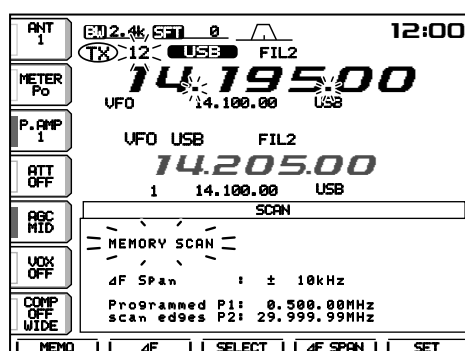 ANT
1
BW 2.4k SFT 0
12:00
TX 12 USB FIL2
METER
Po
14.195.00
VFO 14.100.00 USB
P.AMP
1
VFO USB FIL2
ATT
OFF
14.205.00
1 14.100.00 USB
AGC
MID
SCAN
MEMORY SCAN
VOX
OFF
ΔF Span : ± 10kHz
COMP
OFF
WIDE
Programmed P1: 0.500.00MHz
scan edges P2: 29.999.99MHz
MEMO ΔF SELECT ΔF SPAN SET